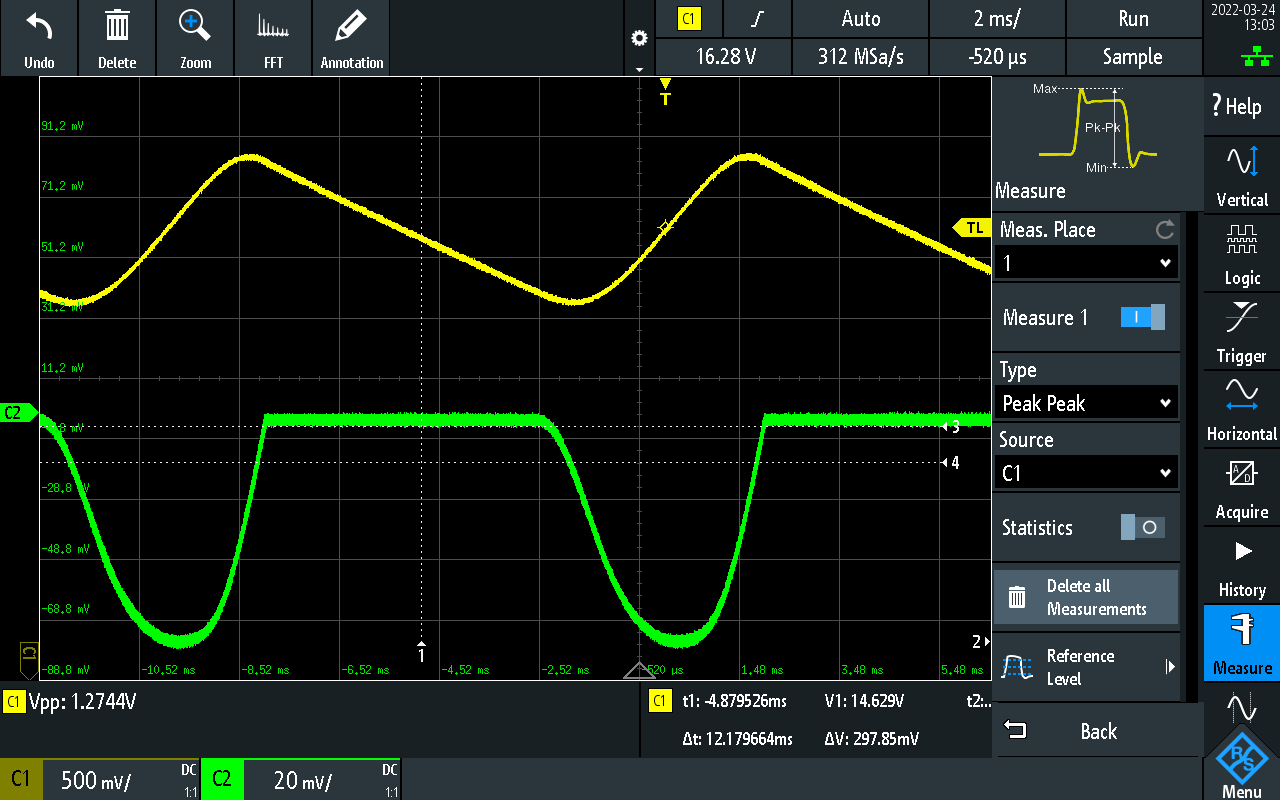 Undo
Delete
Zoom
FFT
Annotation
C1
Auto
2 ms/
Run
16.28 V
312 MSa/s
-520 µs
Sample
2022-03-24
13:03
T
91,2 mV
71,2 mV
51,2 mV
31,2 mV
11,2 mV
-28,8 mV
-48,8 mV
-68,8 mV
-88,8 mV
-10,52 ms
-8,52 ms
-6,52 ms
-4,52 ms
-2,52 ms
-520 µs
1,48 ms
3,48 ms
5,48 ms
C2
C1
TL
3
4
1
2
Max
Pk-Pk
Min
Measure
Meas. Place
1
Measure 1
Type
Peak Peak
Source
C1
Statistics
Delete all
Measurements
Reference
Level
Back
? Help
Vertical
Logic
Trigger
Horizontal
A/D
Acquire
History
Measure
R/S
Menu
C1 Vpp: 1.2744V
C1 t1: -4.879526ms V1: 14.629V t2:..
Δt: 12.179664ms ΔV: 297.85mV
C1 500 mV/ DC
1:1
C2 20 mV/ DC
1:1